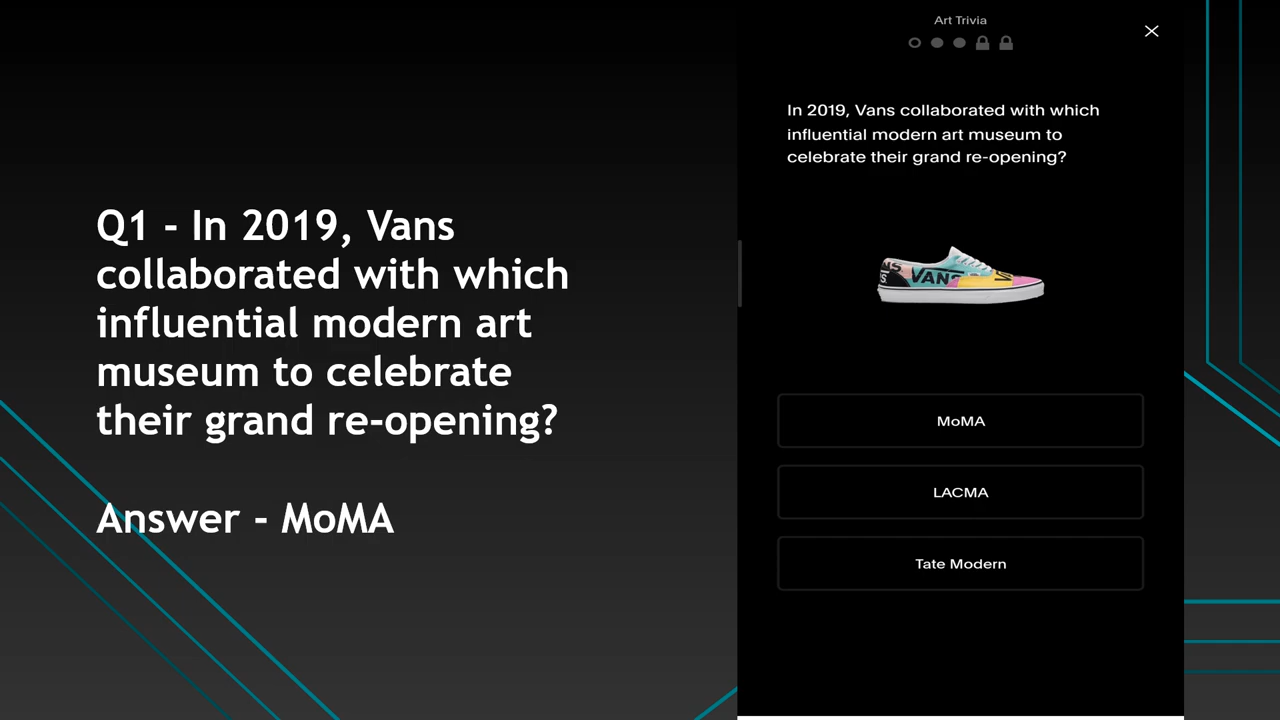 Q1 - In 2019, Vans
collaborated with which
influential modern art
museum to celebrate
their grand re-opening?
Answer - MoMA
Art Trivia
In 2019, Vans collaborated with which
influential modern art museum to
celebrate their grand re-opening?
VANS
MoMA
LACMA
Tate Modern